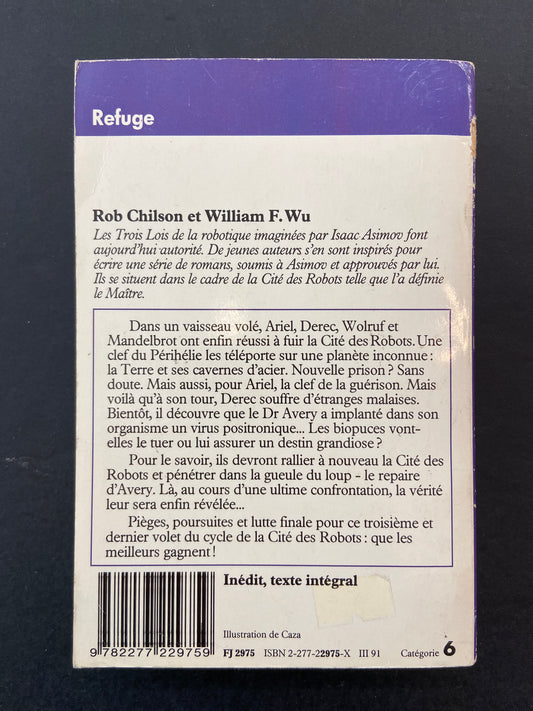 Refuge
Rob Chilson et William F. Wu
Les Trois Lois de la robotique imaginées par Isaac Asimov font
aujourd'hui autorité. De jeunes auteurs s'en sont inspirés pour
écrire une série de romans, soumis à Asimov et approuvés par lui.
Ils se situent dans le cadre de la Cité des Robots telle que l'a définie
le Maître.
Dans un vaisseau volé, Ariel, Derec, Wolruf et
Mandelbrot ont enfin réussi à fuir la Cité des Robots. Une
clef du Périhélie les téléporte sur une planète inconnue :
la Terre et ses cavernes d'acier. Nouvelle prison ? Sans
doute. Mais aussi, pour Ariel, la clef de la guérison. Mais
voilà qu'à son tour, Derec souffre d'étranges malaises.
Bientôt, il découvre que le Dr Avery a implanté dans son
organisme un virus positronique... Les biopuces vont-
elles le tuer ou lui assurer un destin grandiose ?
Pour le savoir, ils devront rallier à nouveau la Cité des
Robots et pénétrer dans la gueule du loup - le repaire
d'Avery. Là, au cours d'une ultime confrontation, la vérité
leur sera enfin révélée...
Pièges, poursuites et lutte finale pour ce troisième et
dernier volet du cycle de la Cité des Robots : que les
meilleurs gagnent !
Inédit, texte intégral
Illustration de Caza
9 782277 229759
FJ 2975 ISBN 2-277-22975-X III 91 Catégorie 6